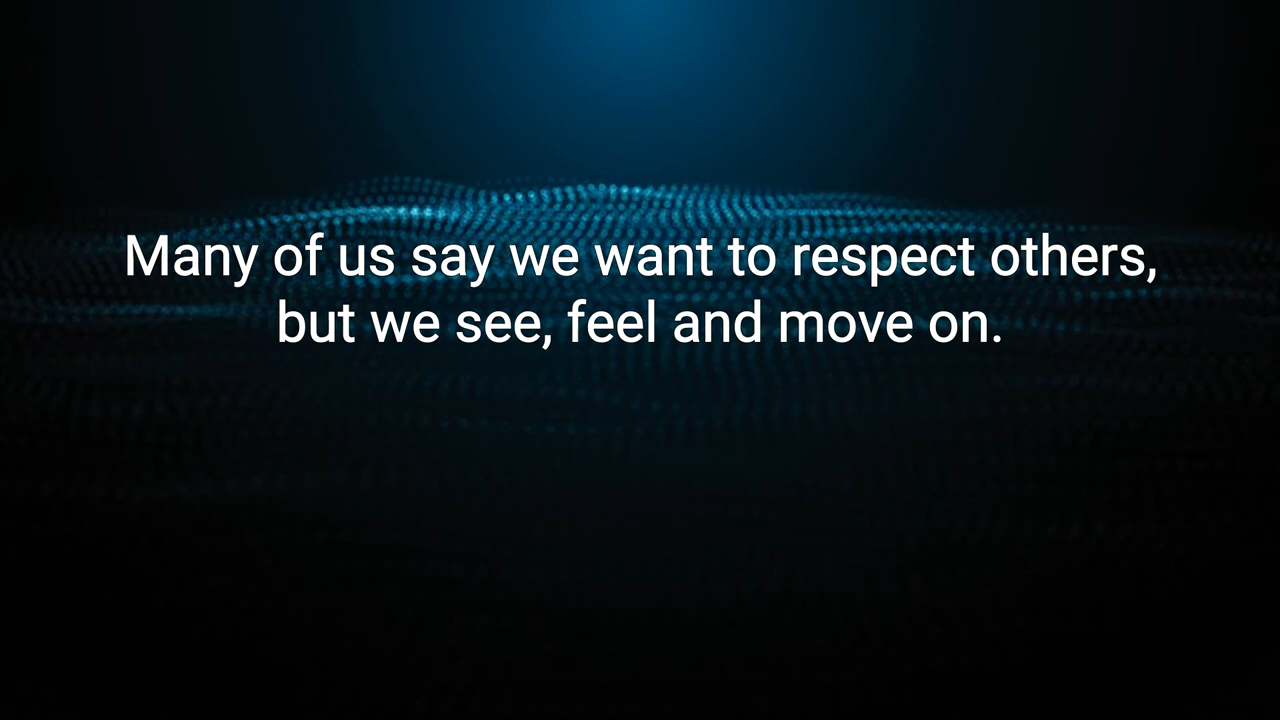 Many of us say we want to respect others,
but we see, feel and move on.